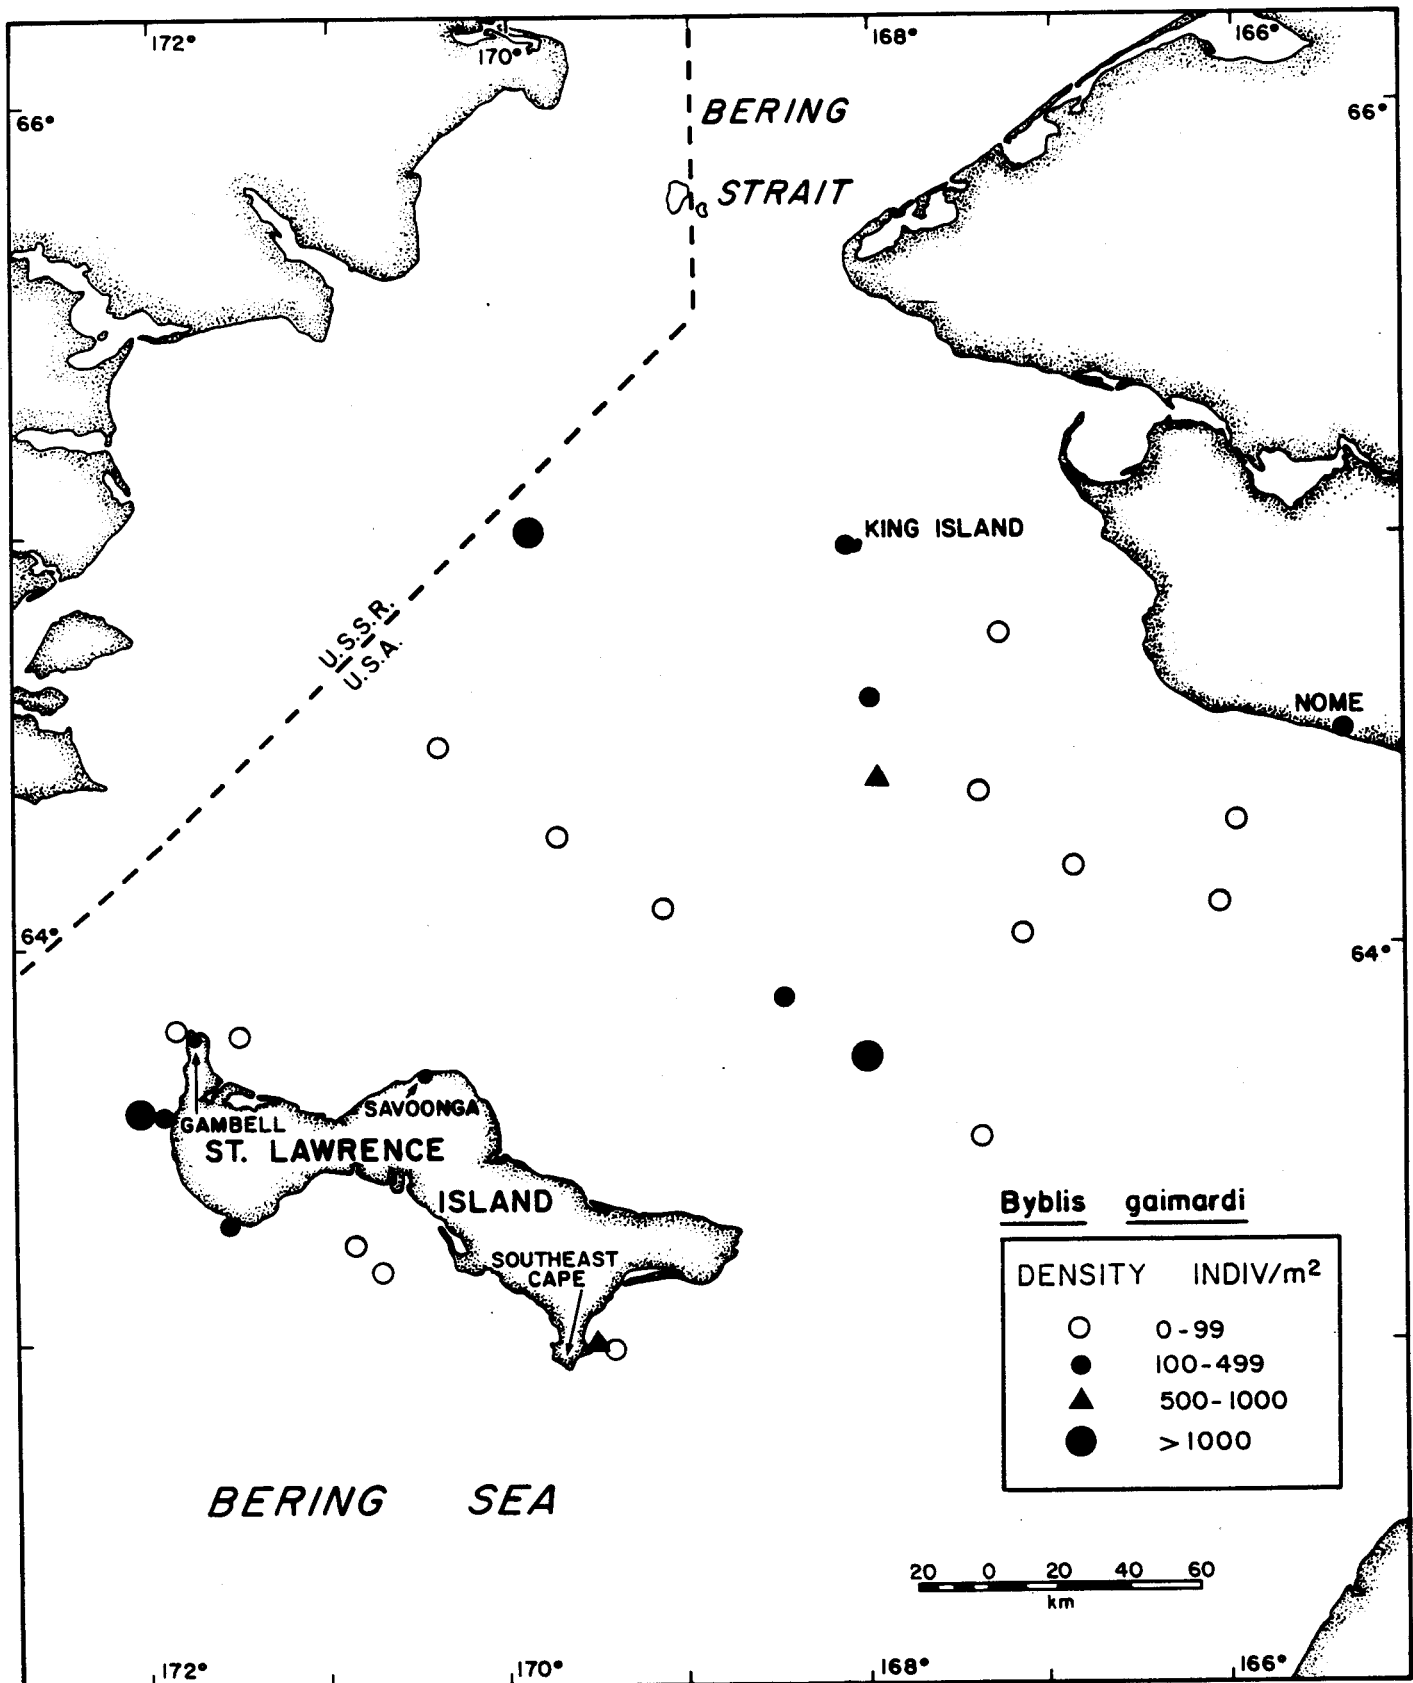 172°
170°
168°
166°
66°
66°
BERING
STRAIT
KING ISLAND
U.S.S.R.
U.S.A.
NOME
64°
64°
GAMBELL
SAVOONGA
ST. LAWRENCE
ISLAND
SOUTHEAST
CAPE
Byblis gaimardi
DENSITY INDIV/m²
0-99
100-499
500-1000
>1000
BERING SEA
20 0 20 40 60
km
172°
170°
168°
166°